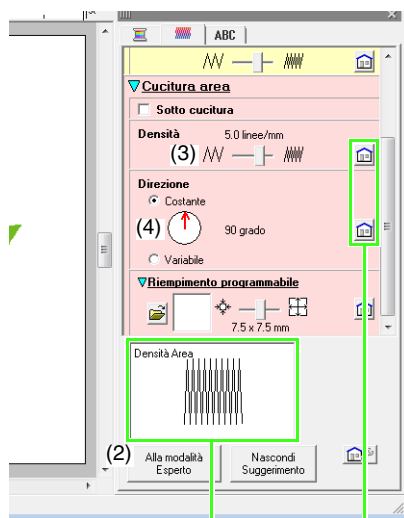 ABC
Cucitura area
Sotto cucitura
Densità 5.0 linee/mm
(3)
Direzione
Costante
(4) 90 grado
Variabile
Riempimento programmabile
7.5 x 7.5 mm
Densità Area
(2) Alla modalità Esperto
Nascondi Suggerimento